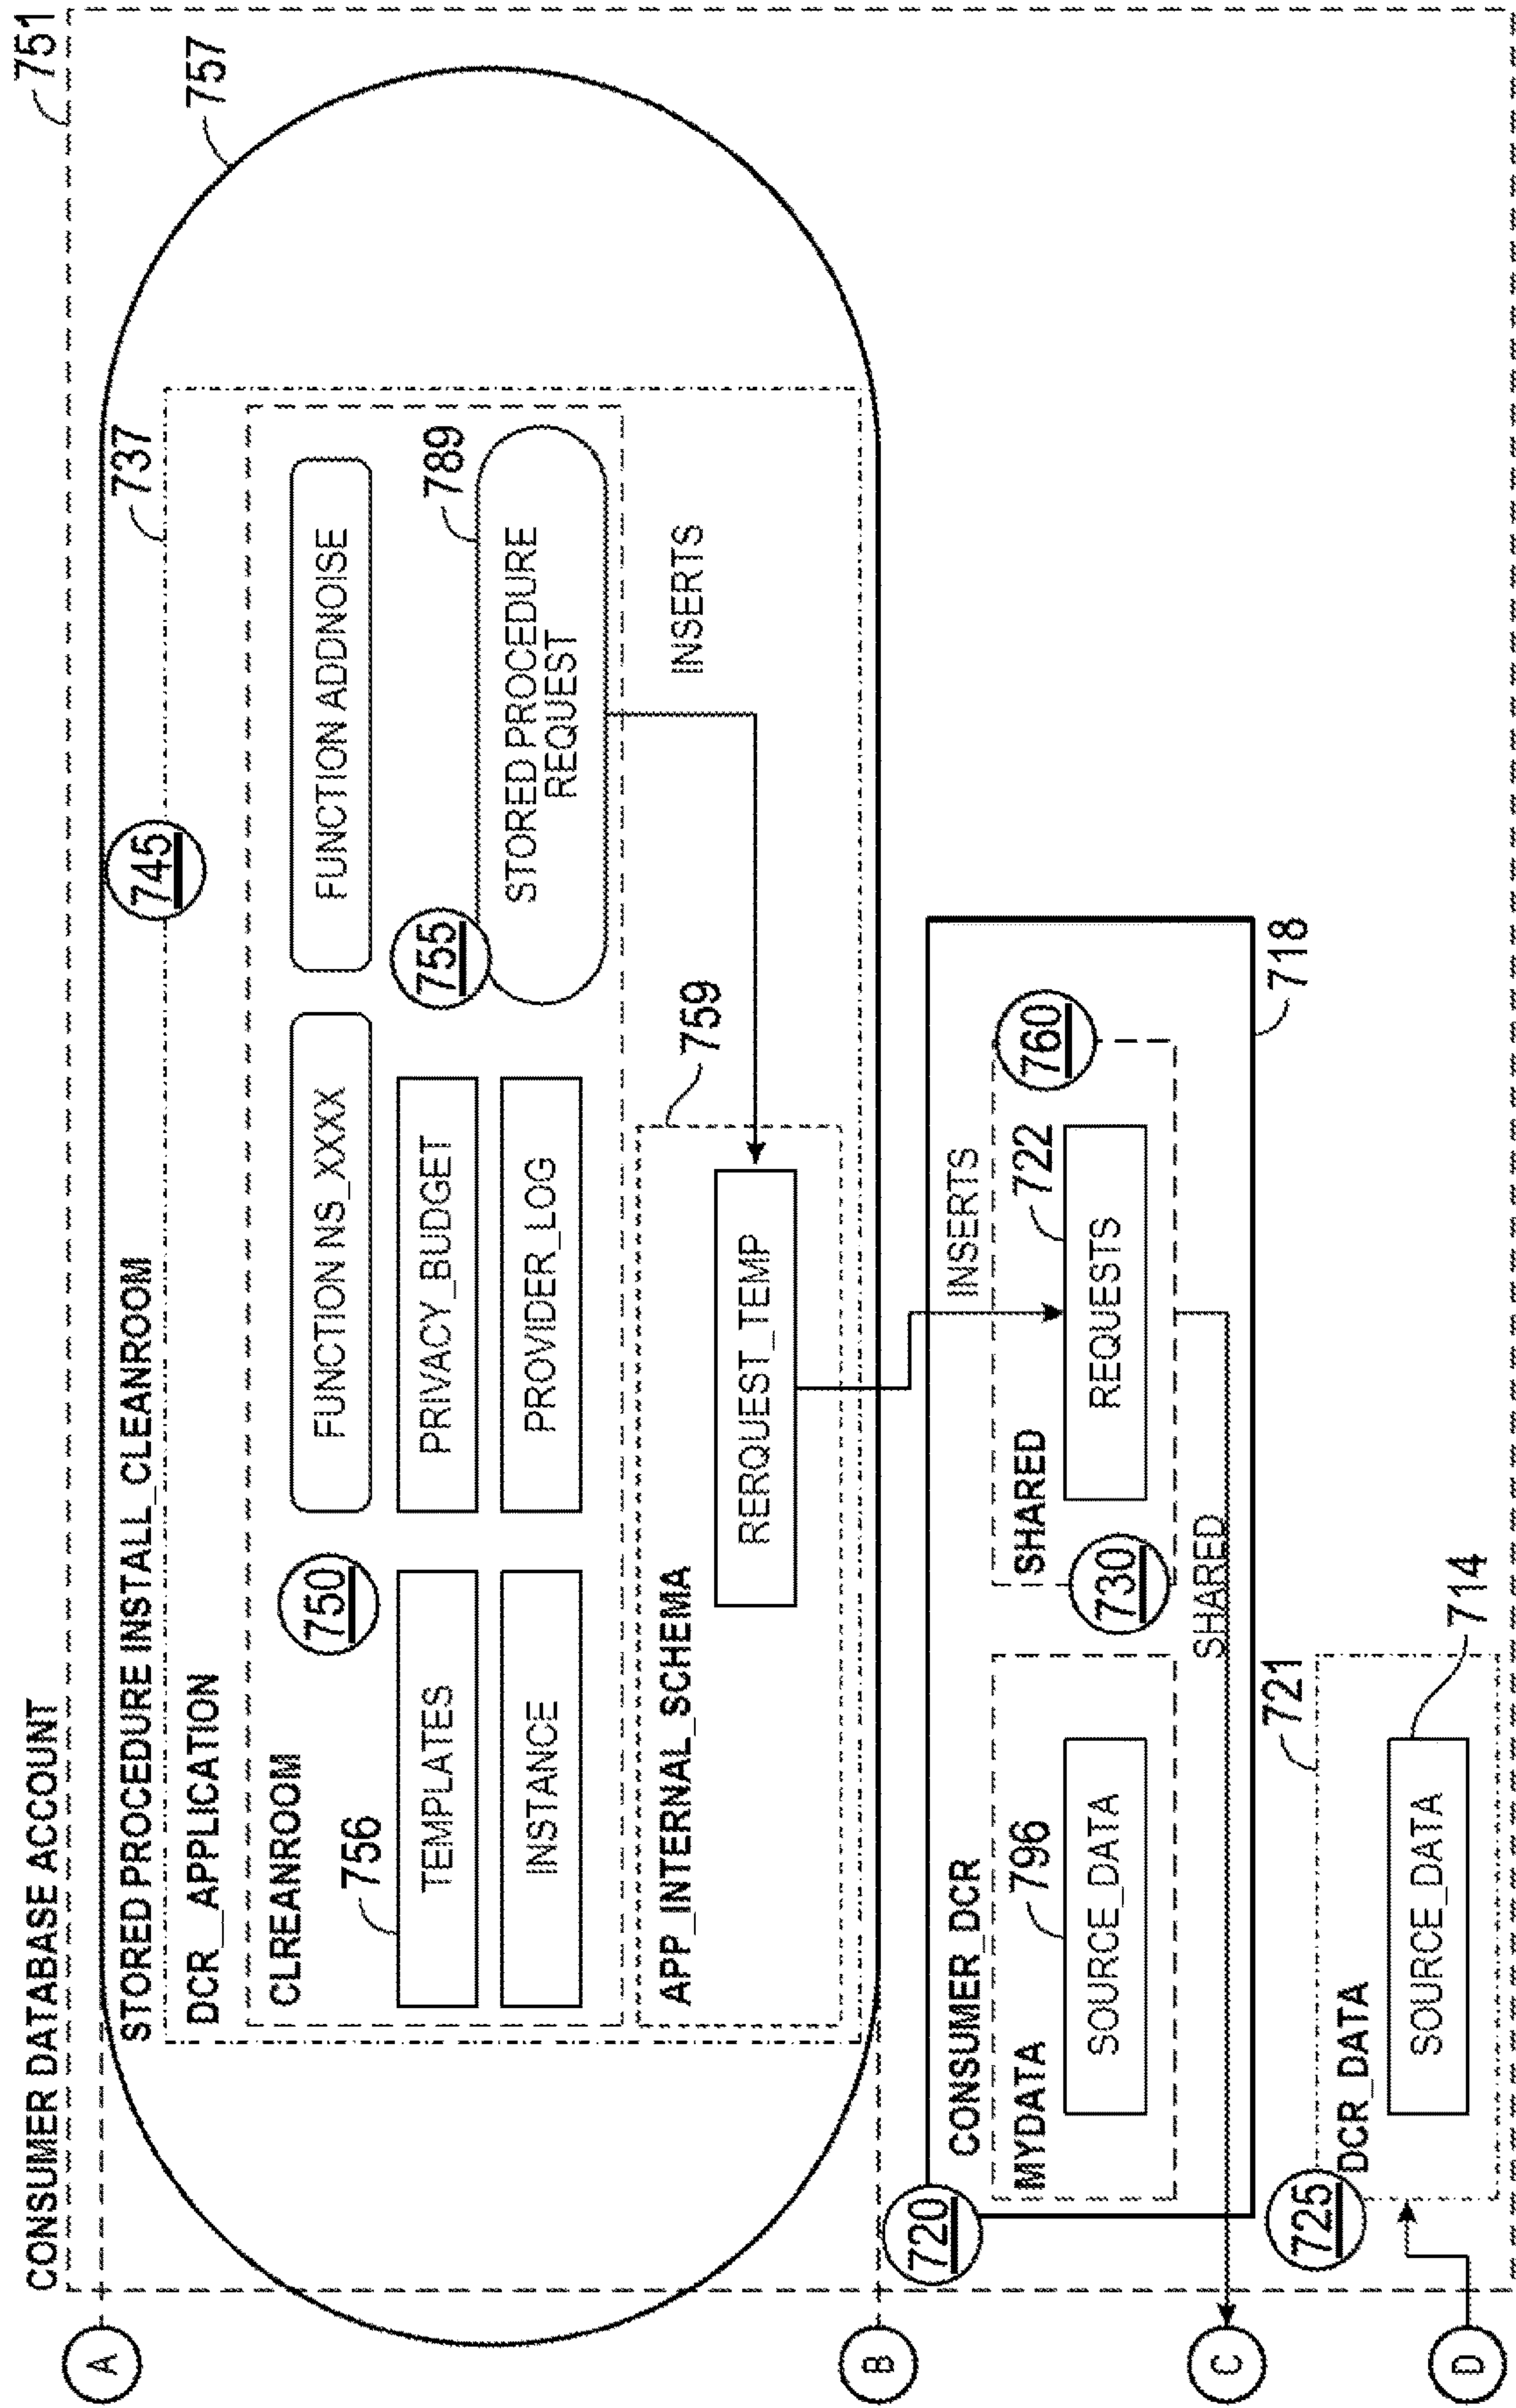 CONSUMER DATABASE ACCOUNT
751
A
STORED PROCEDURE INSTALL_CLEANROOM
745
737
757
DCR_APPLICATION
CLREANROOM
750
FUNCTION NS_XXXX
FUNCTION ADDNOISE
756
TEMPLATES
PRIVACY_BUDGET
755
789
INSTANCE
PROVIDER_LOG
STORED PROCEDURE
REQUEST
APP_INTERNAL_SCHEMA
759
INSERTS
RERQUEST_TEMP
B
720
CONSUMER_DCR
INSERTS
MYDATA
796
SOURCE_DATA
SHARED
722
760
REQUESTS
730
SHARED
718
C
721
725
DCR_DATA
714
SOURCE_DATA
D